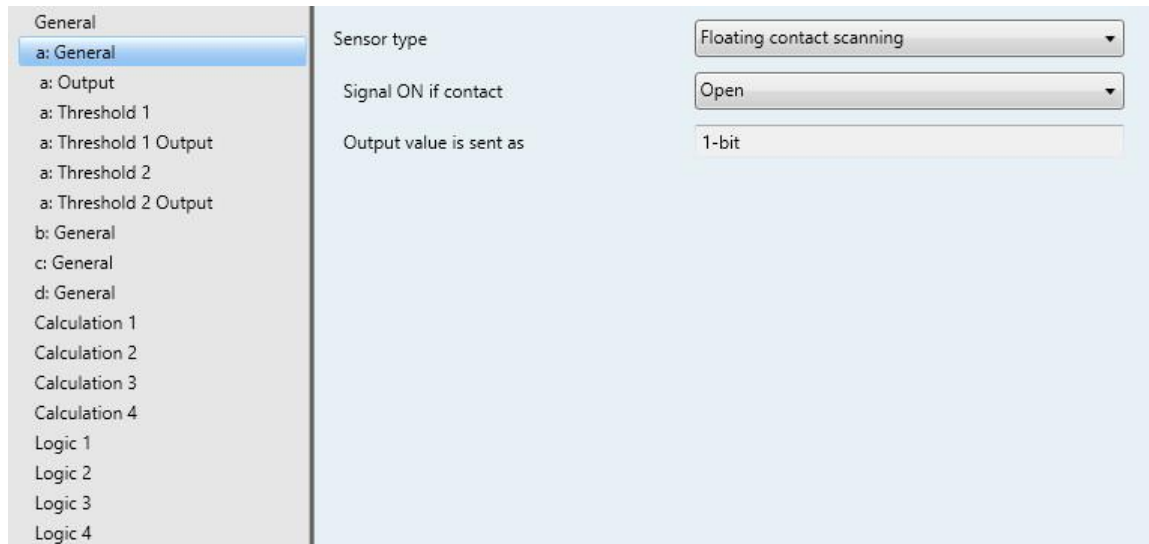 General
a: General
a: Output
a: Threshold 1
a: Threshold 1 Output
a: Threshold 2
a: Threshold 2 Output
b: General
c: General
d: General
Calculation 1
Calculation 2
Calculation 3
Calculation 4
Logic 1
Logic 2
Logic 3
Logic 4
Sensor type Floating contact scanning
Signal ON if contact Open
Output value is sent as 1-bit